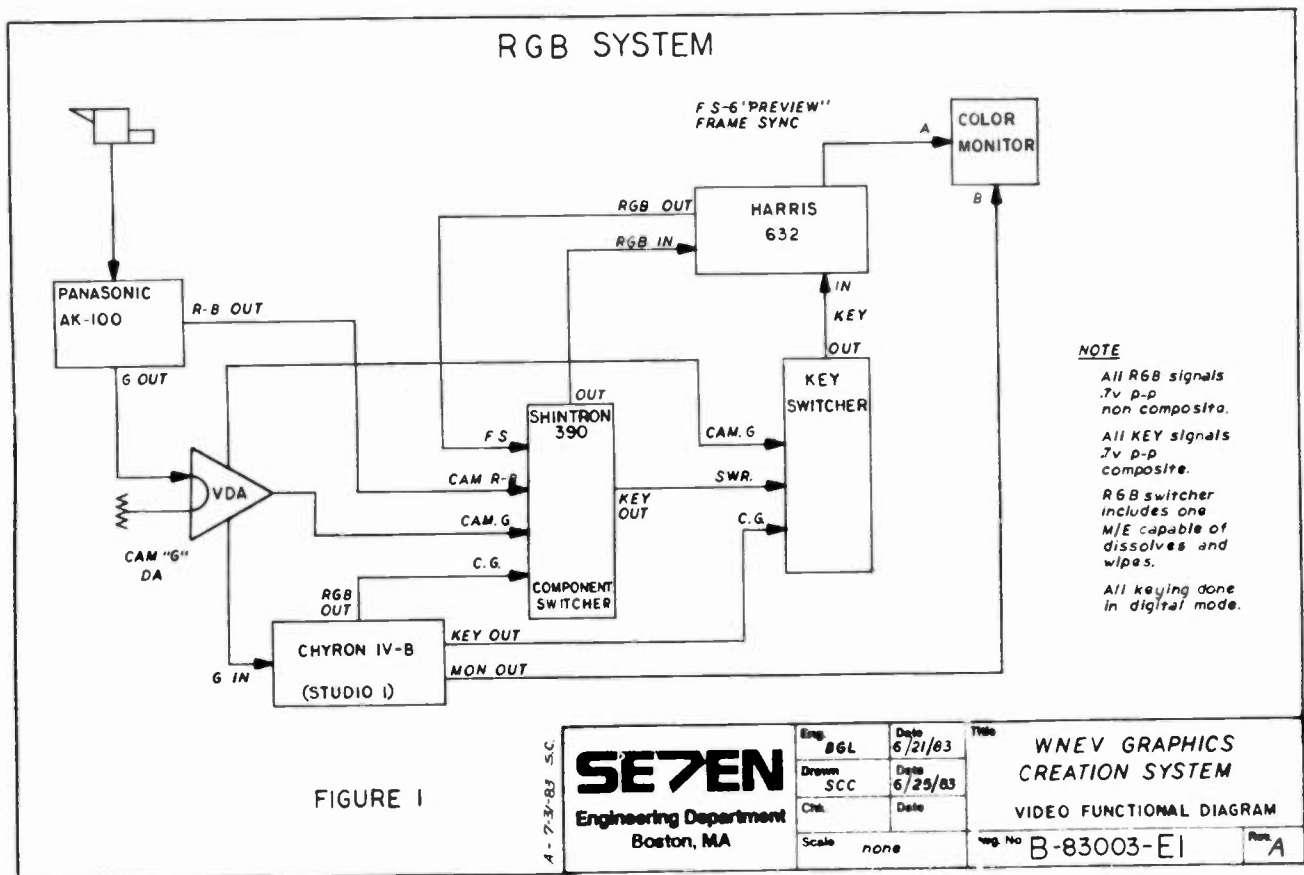 RGB SYSTEM
FS-6 "PREVIEW"
FRAME SYNC
A
COLOR
MONITOR
B
RGB OUT
HARRIS
632
RGB IN
IN
KEY
OUT
PANASONIC
AK-100
R-B OUT
G OUT
OUT
SHINTRON
390
FS
CAM R-B
CAM. G
C.G.
KEY
OUT
COMPONENT
SWITCHER
KEY
SWITCHER
CAM. G
SWR.
C.G.
VDA
CAM "G"
DA
RGB
OUT
G IN
CHYRON IV-B
(STUDIO I)
KEY OUT
MON OUT
NOTE
All RGB signals
.7v p-p
non composite.
All KEY signals
.7v p-p
composite.
RGB switcher
includes one
M/E capable of
dissolves and
wipes.
All keying done
in digital mode.
FIGURE I
A - 7-31-83 S.C.
SE7EN
Engineering Department
Boston, MA
Eng. BGL
Date 6/21/83
Drawn SCC
Date 6/25/83
Chk.
Date
Scale none
Title
WNEV GRAPHICS
CREATION SYSTEM
VIDEO FUNCTIONAL DIAGRAM
No B-83003-E1
Rev. A